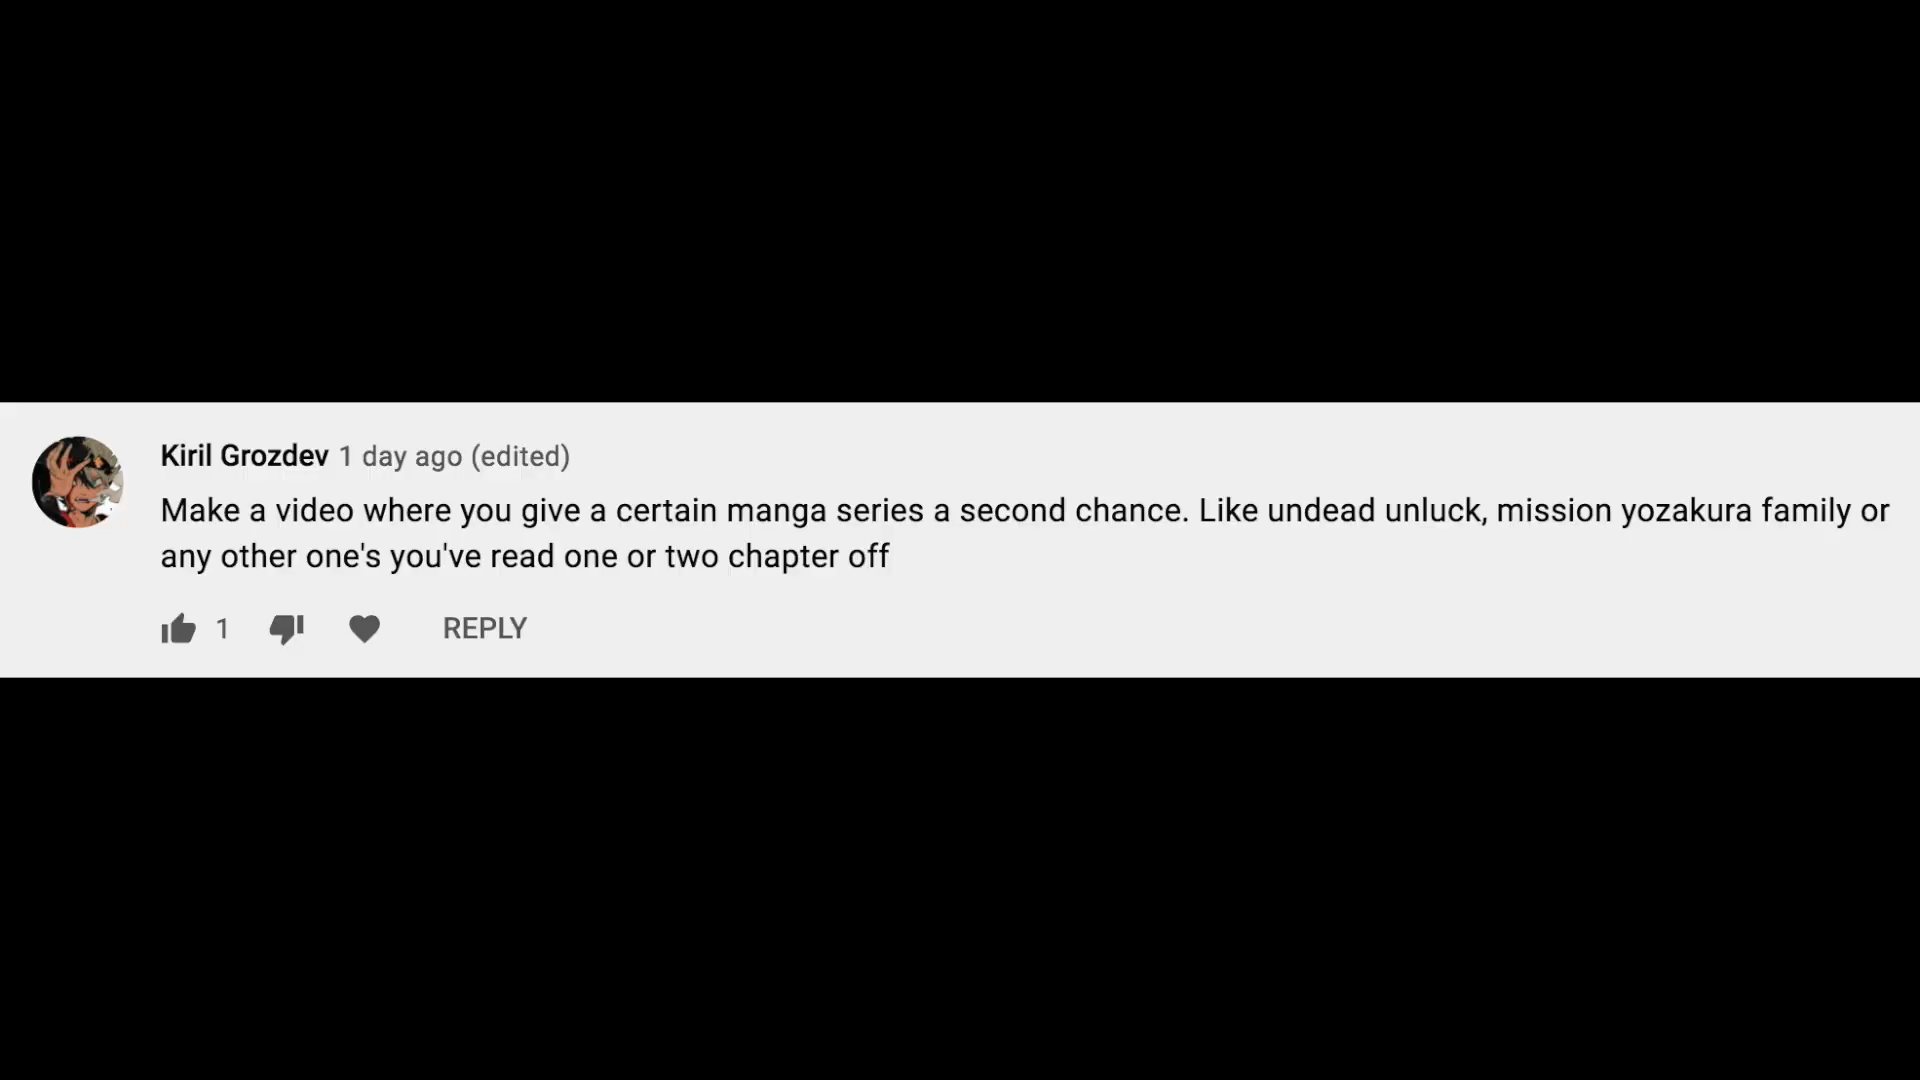 Kiril Grozdev 1 day ago (edited)
Make a video where you give a certain manga series a second chance. Like undead unluck, mission yozakura family or
any other one's you've read one or two chapter off
1 REPLY